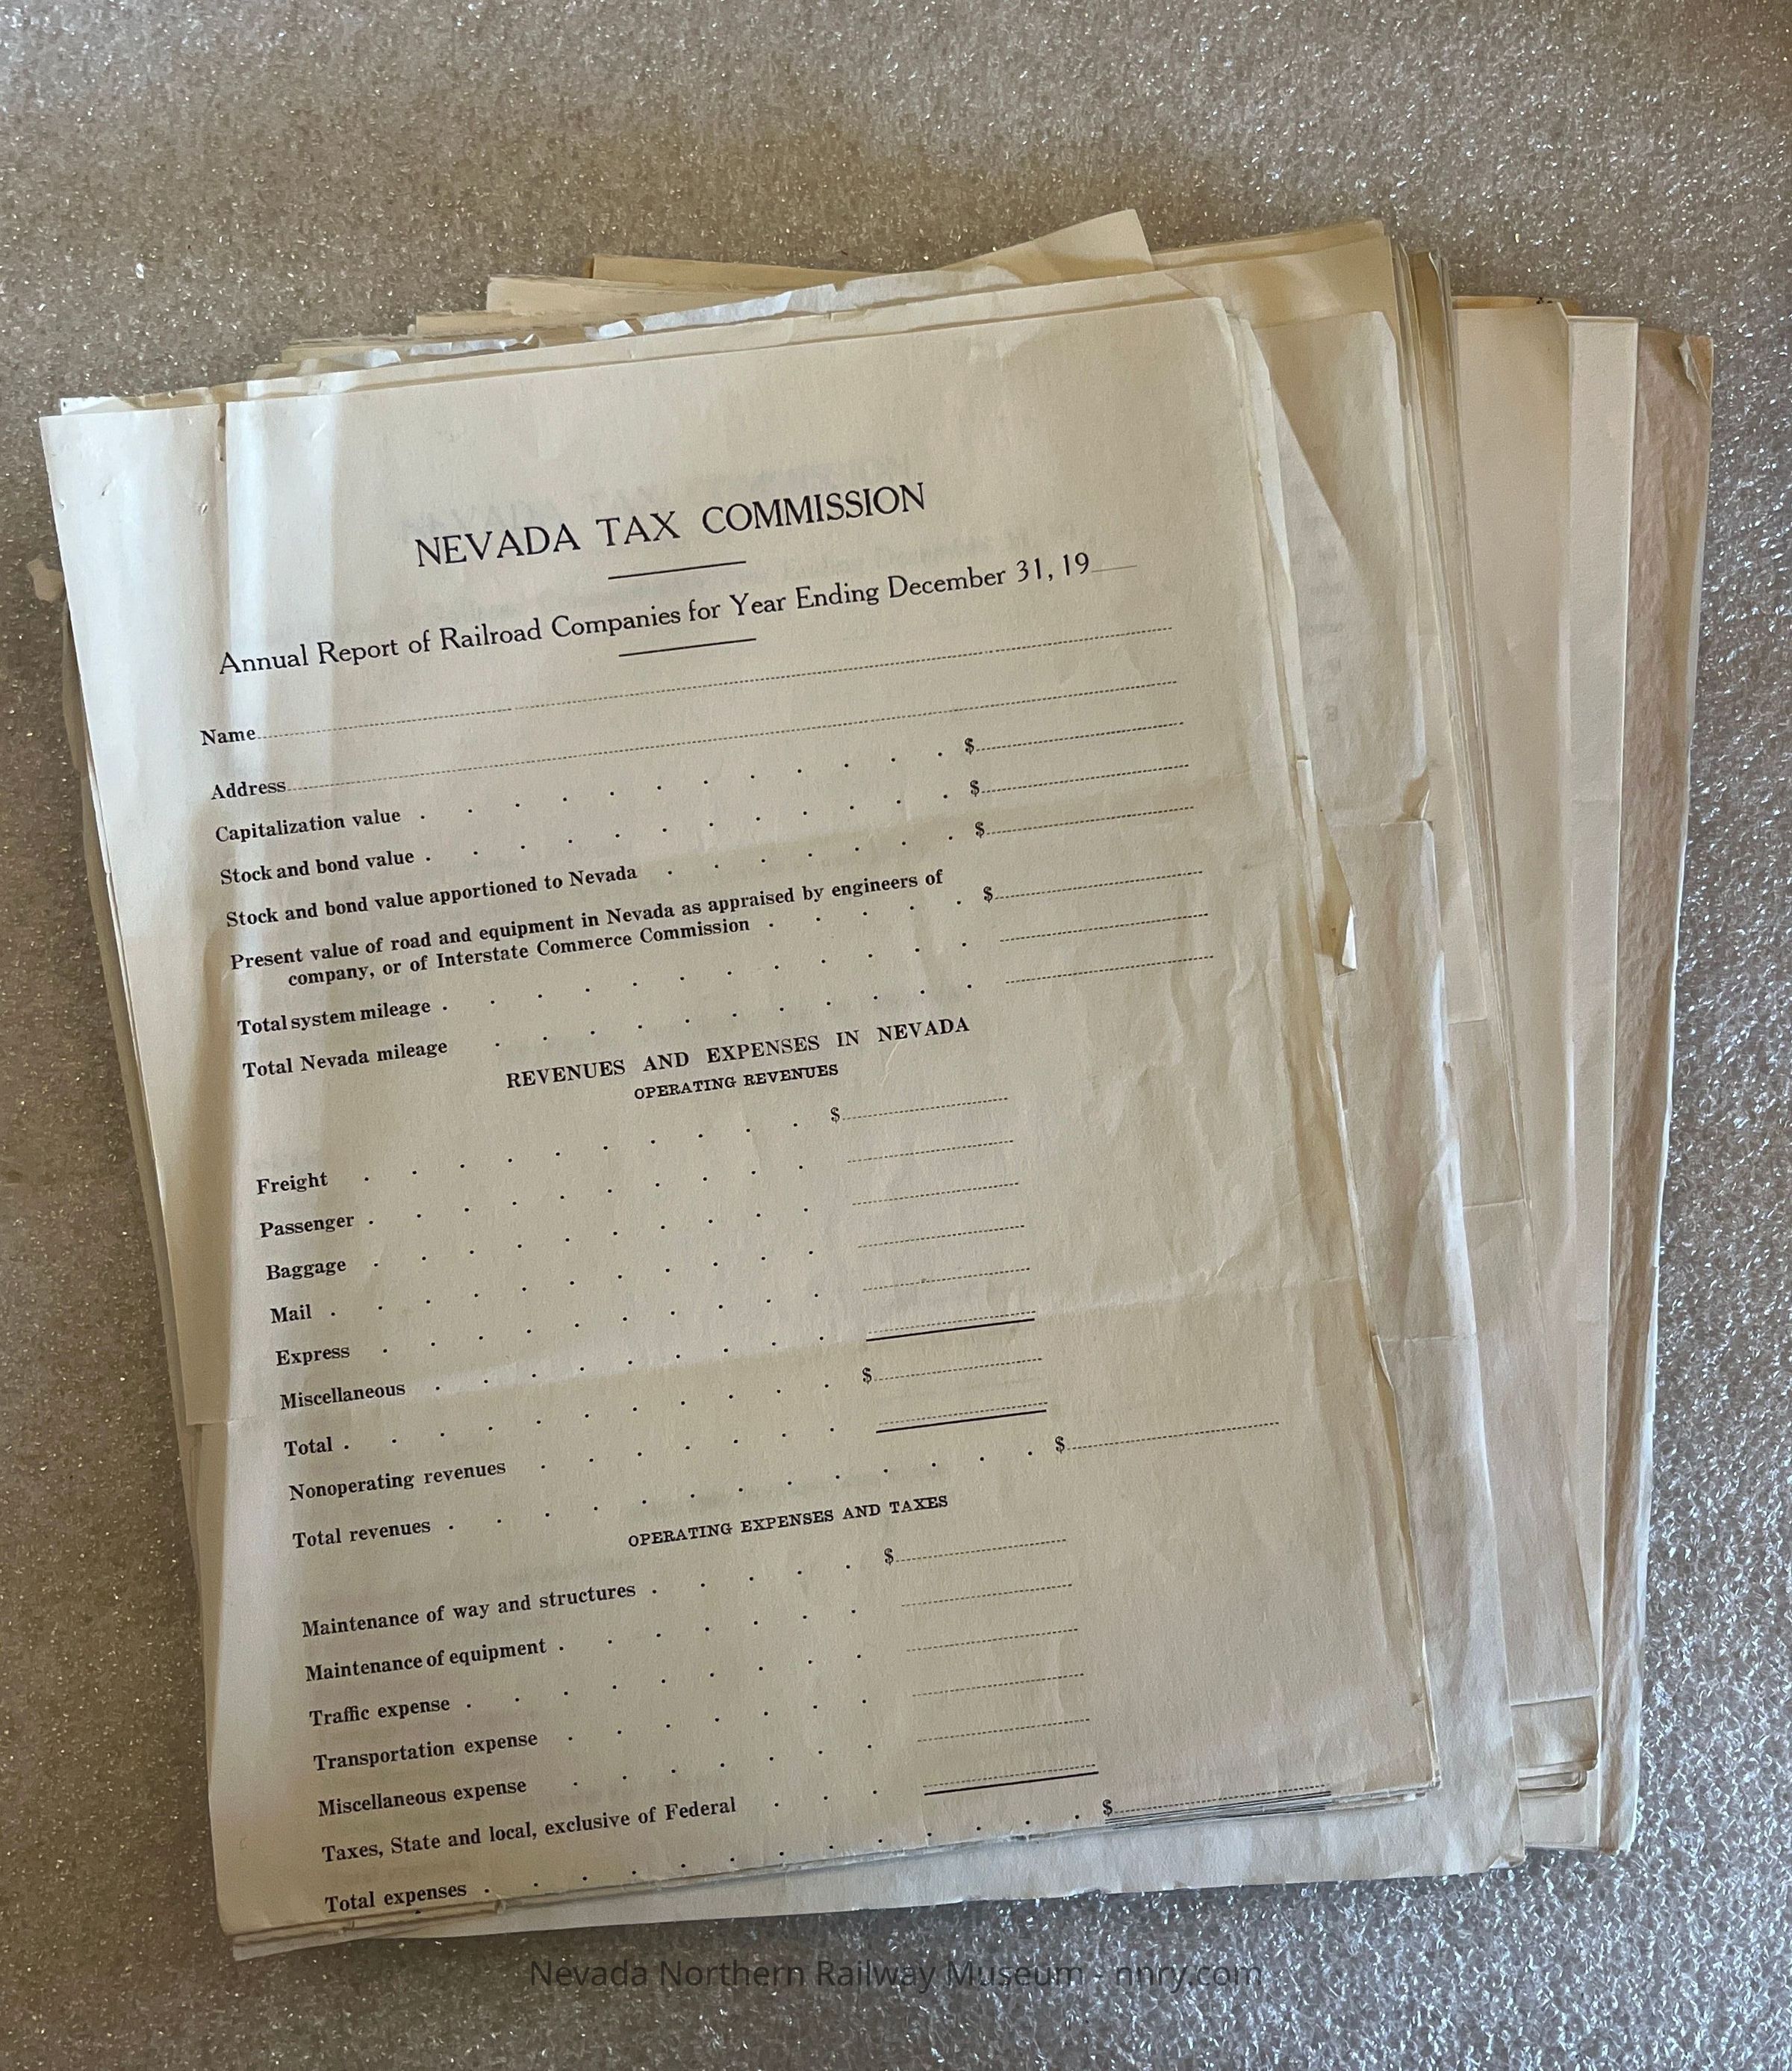 NEVADA TAX COMMISSION
Annual Report of Railroad Companies for Year Ending December 31, 19
Name
Address
Capitalization value $
Stock and bond value $
Stock and bond value apportioned to Nevada $
Present value of road and equipment in Nevada as appraised by engineers of
company, or of Interstate Commerce Commission $
Total system mileage
Total Nevada mileage
REVENUES AND EXPENSES IN NEVADA
OPERATING REVENUES
Freight $
Passenger
Baggage
Mail
Express
Miscellaneous
Total $
Nonoperating revenues
Total revenues $
OPERATING EXPENSES AND TAXES
Maintenance of way and structures $
Maintenance of equipment
Traffic expense
Transportation expense
Miscellaneous expense
Taxes, State and local, exclusive of Federal
Total expenses $
Nevada Northern Railway Museum - nnry.com